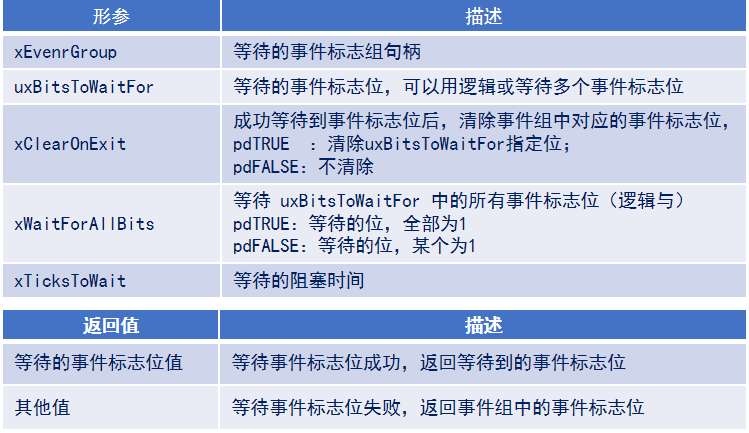 形参 描述
xEvenrGroup 等待的事件标志组句柄
uxBitsToWaitFor 等待的事件标志位，可以用逻辑或等待多个事件标志位
xClearOnExit 成功等待到事件标志位后，清除事件组中对应的事件标志位，
pdTRUE ：清除uxBitsToWaitFor指定位；
pdFALSE：不清除
xWaitForAllBits 等待 uxBitsToWaitFor 中的所有事件标志位（逻辑与）
pdTRUE：等待的位，全部为1
pdFALSE：等待的位，某个为1
xTicksToWait 等待的阻塞时间
返回值 描述
等待的事件标志位值 等待事件标志位成功，返回等待到的事件标志位
其他值 等待事件标志位失败，返回事件组中的事件标志位